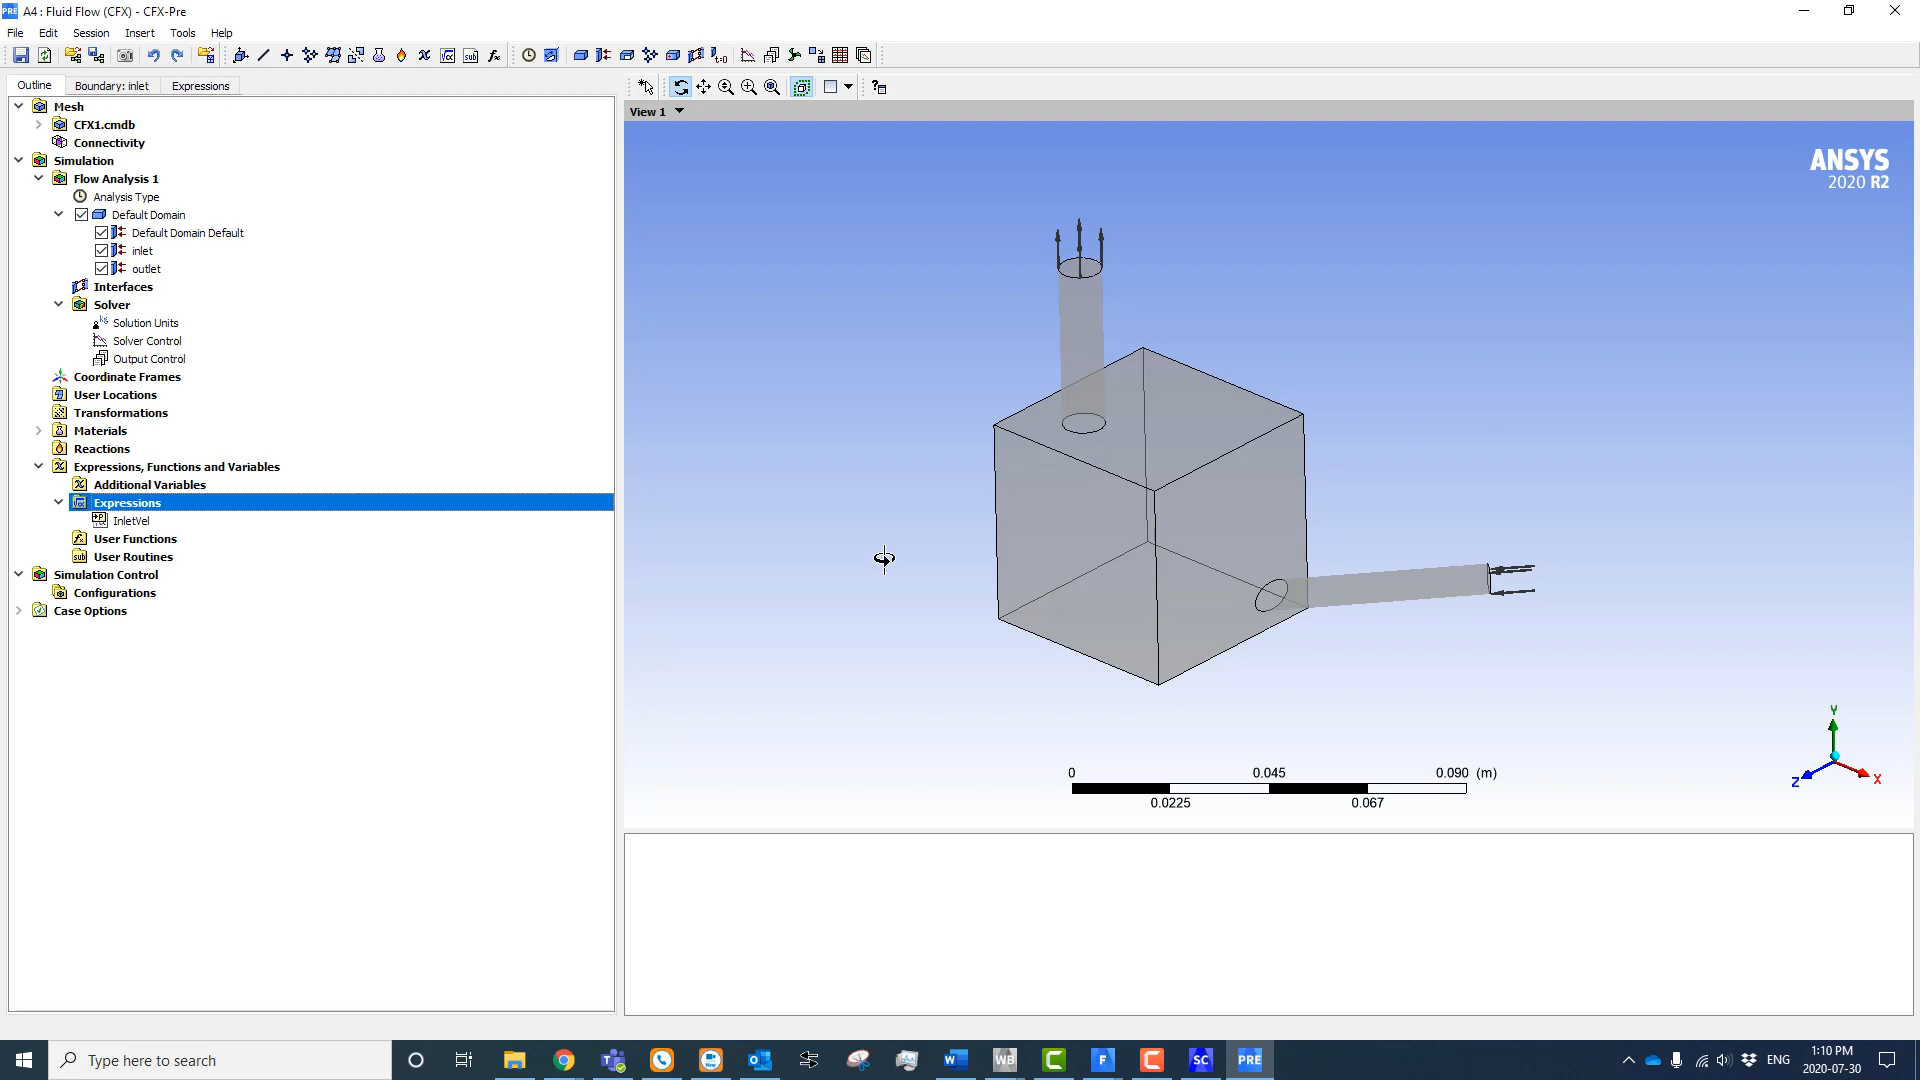 A4 : Fluid Flow (CFX) - CFX-Pre
File Edit Session Insert Tools Help
Outline Boundary: inlet Expressions
Mesh
CFX1.cmdb
Connectivity
Simulation
Flow Analysis 1
Analysis Type
Default Domain
Default Domain Default
inlet
outlet
Interfaces
Solver
Solution Units
Solver Control
Output Control
Coordinate Frames
User Locations
Transformations
Materials
Reactions
Expressions, Functions and Variables
Additional Variables
Expressions
InletVel
User Functions
User Routines
Simulation Control
Configurations
Case Options
View 1
ANSYS
2020 R2
0 0.045 0.090 (m)
0.0225 0.067
Y
Z X
Type here to search
WB F SC PRE
ENG
1:10 PM
2020-07-30